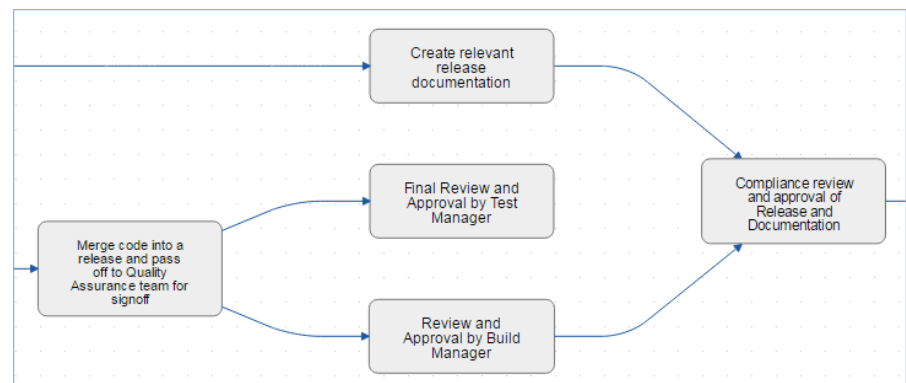 Create relevant
release
documentation
Final Review and
Approval by Test
Manager
Compliance review
and approval of
Release and
Documentation
Merge code into a
release and pass
off to Quality
Assurance team for
signoff
Review and
Approval by Build
Manager